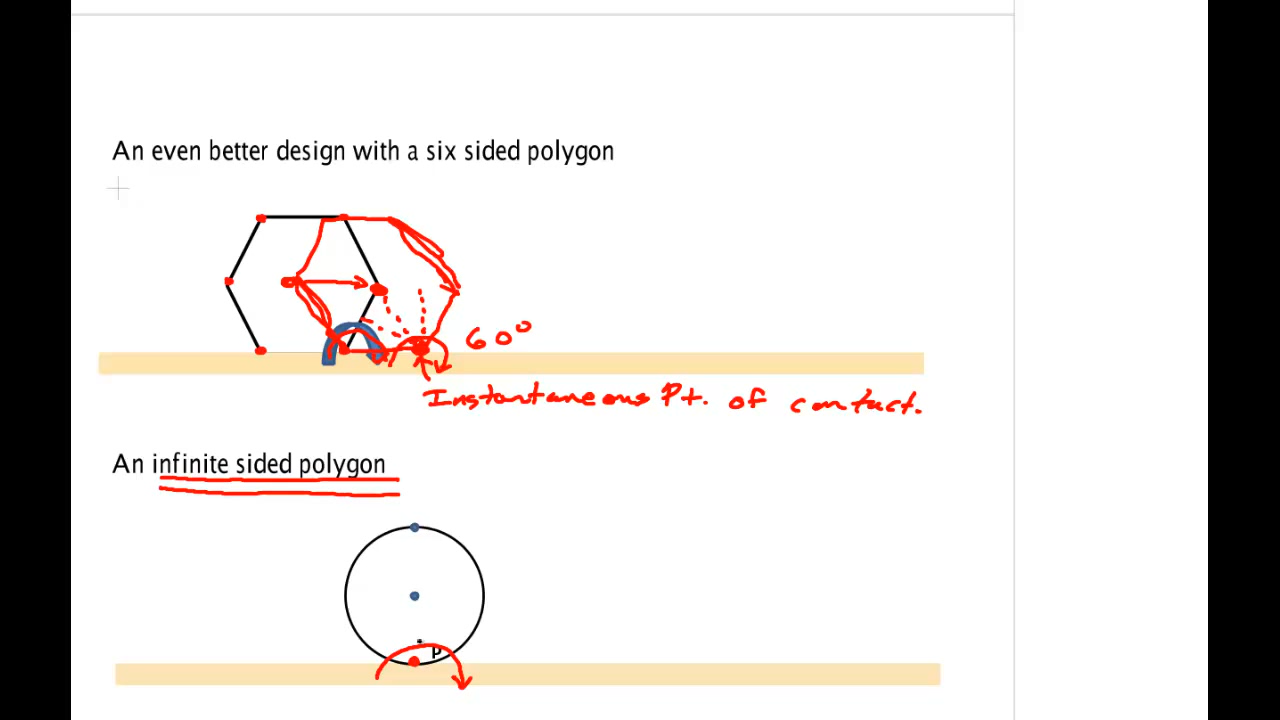 An even better design with a six sided polygon
60°
Instantaneous Pt. of contact.
An infinite sided polygon
P